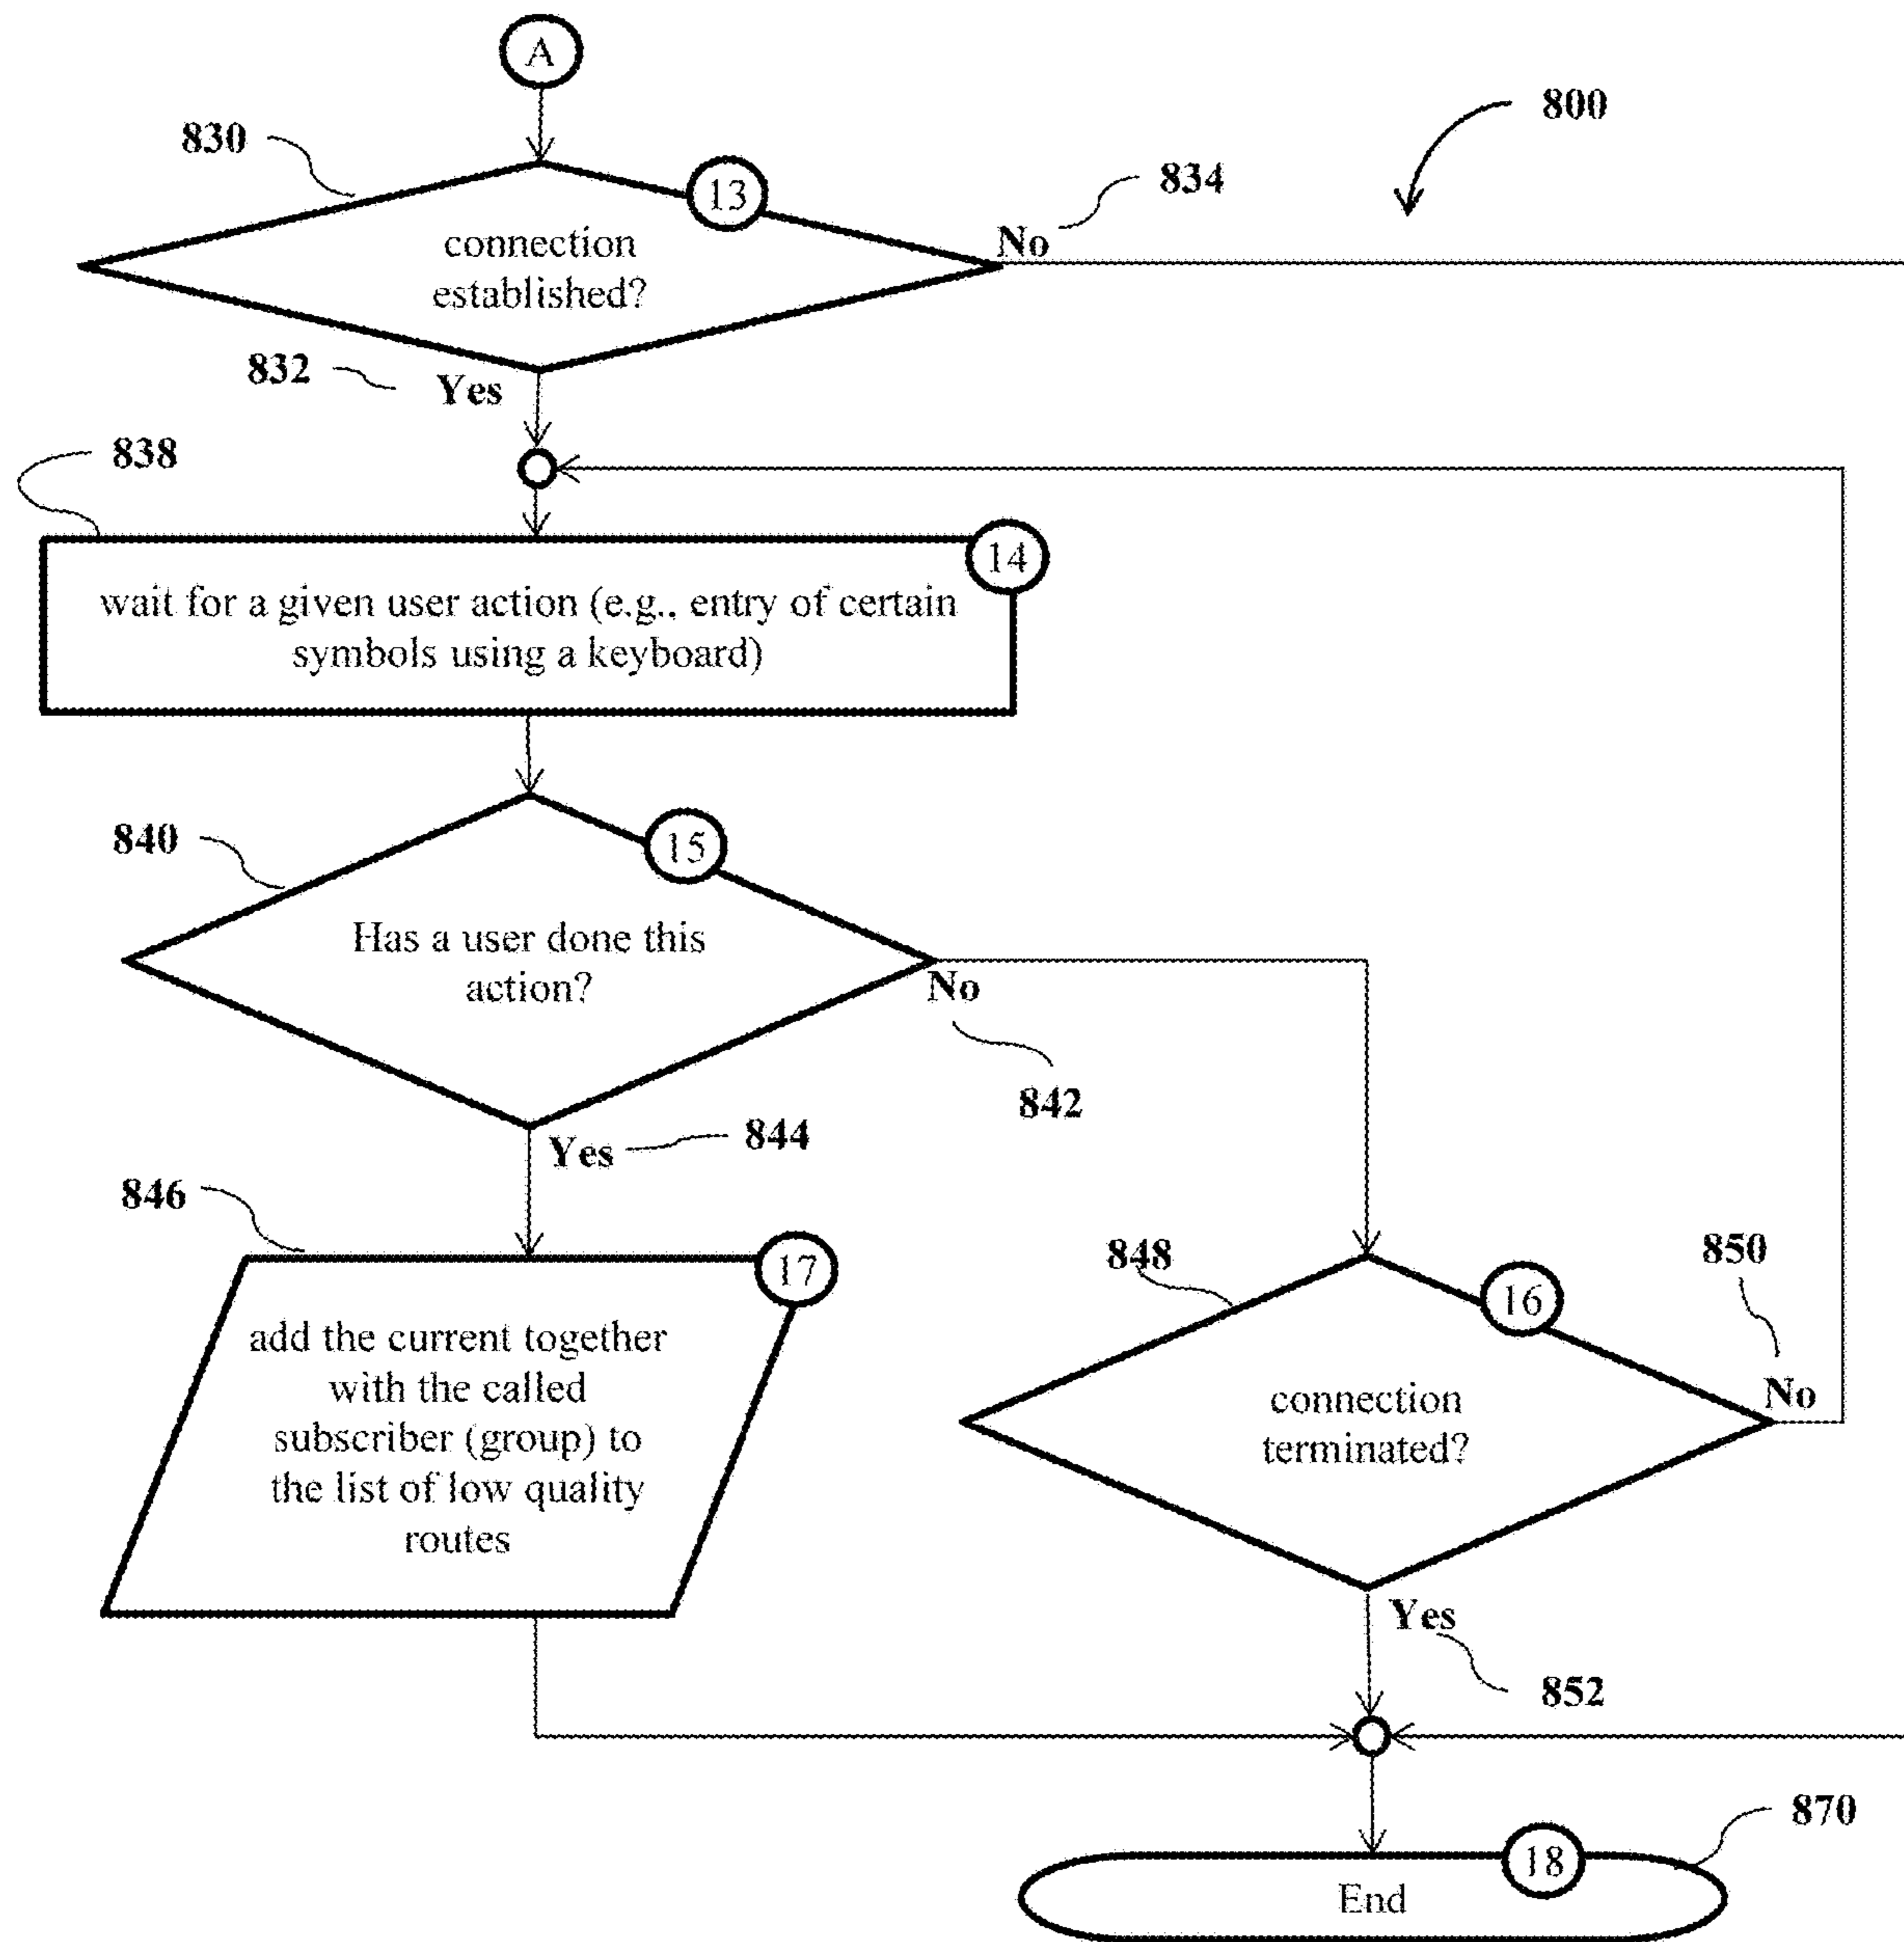 A
800
830
13
834
No
connection
established?
832
Yes
838
14
wait for a given user action (e.g., entry of certain
symbols using a keyboard)
840
15
Has a user done this
action?
No
842
Yes
844
846
17
add the current together
with the called
subscriber (group) to
the list of low quality
routes
848
16
850
No
connection
terminated?
Yes
852
870
18
End